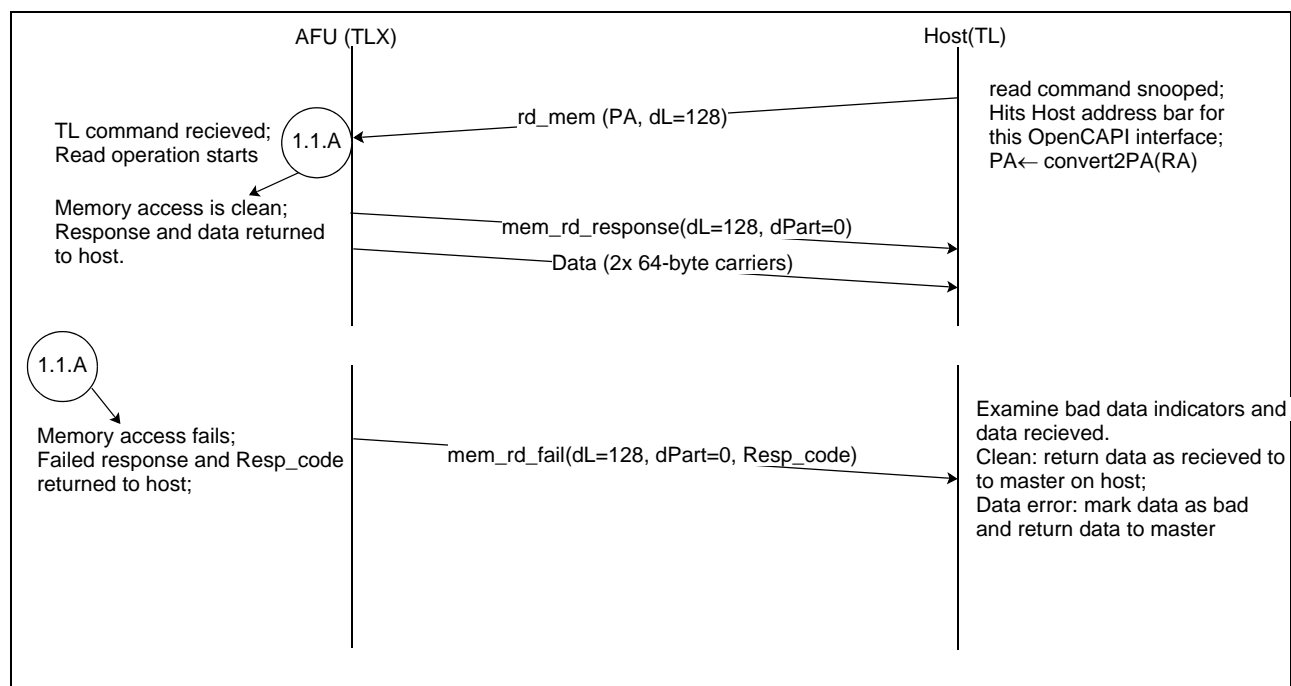 AFU (TLX)
Host(TL)
read command snooped;
Hits Host address bar for
this OpenCAPI interface;
PA← convert2PA(RA)
rd_mem (PA, dL=128)
TL command recieved;
Read operation starts
1.1.A
Memory access is clean;
Response and data returned
to host.
mem_rd_response(dL=128, dPart=0)
Data (2x 64-byte carriers)
1.1.A
Memory access fails;
Failed response and Resp_code
returned to host;
mem_rd_fail(dL=128, dPart=0, Resp_code)
Examine bad data indicators and
data recieved.
Clean: return data as recieved to
to master on host;
Data error: mark data as bad
and return data to master